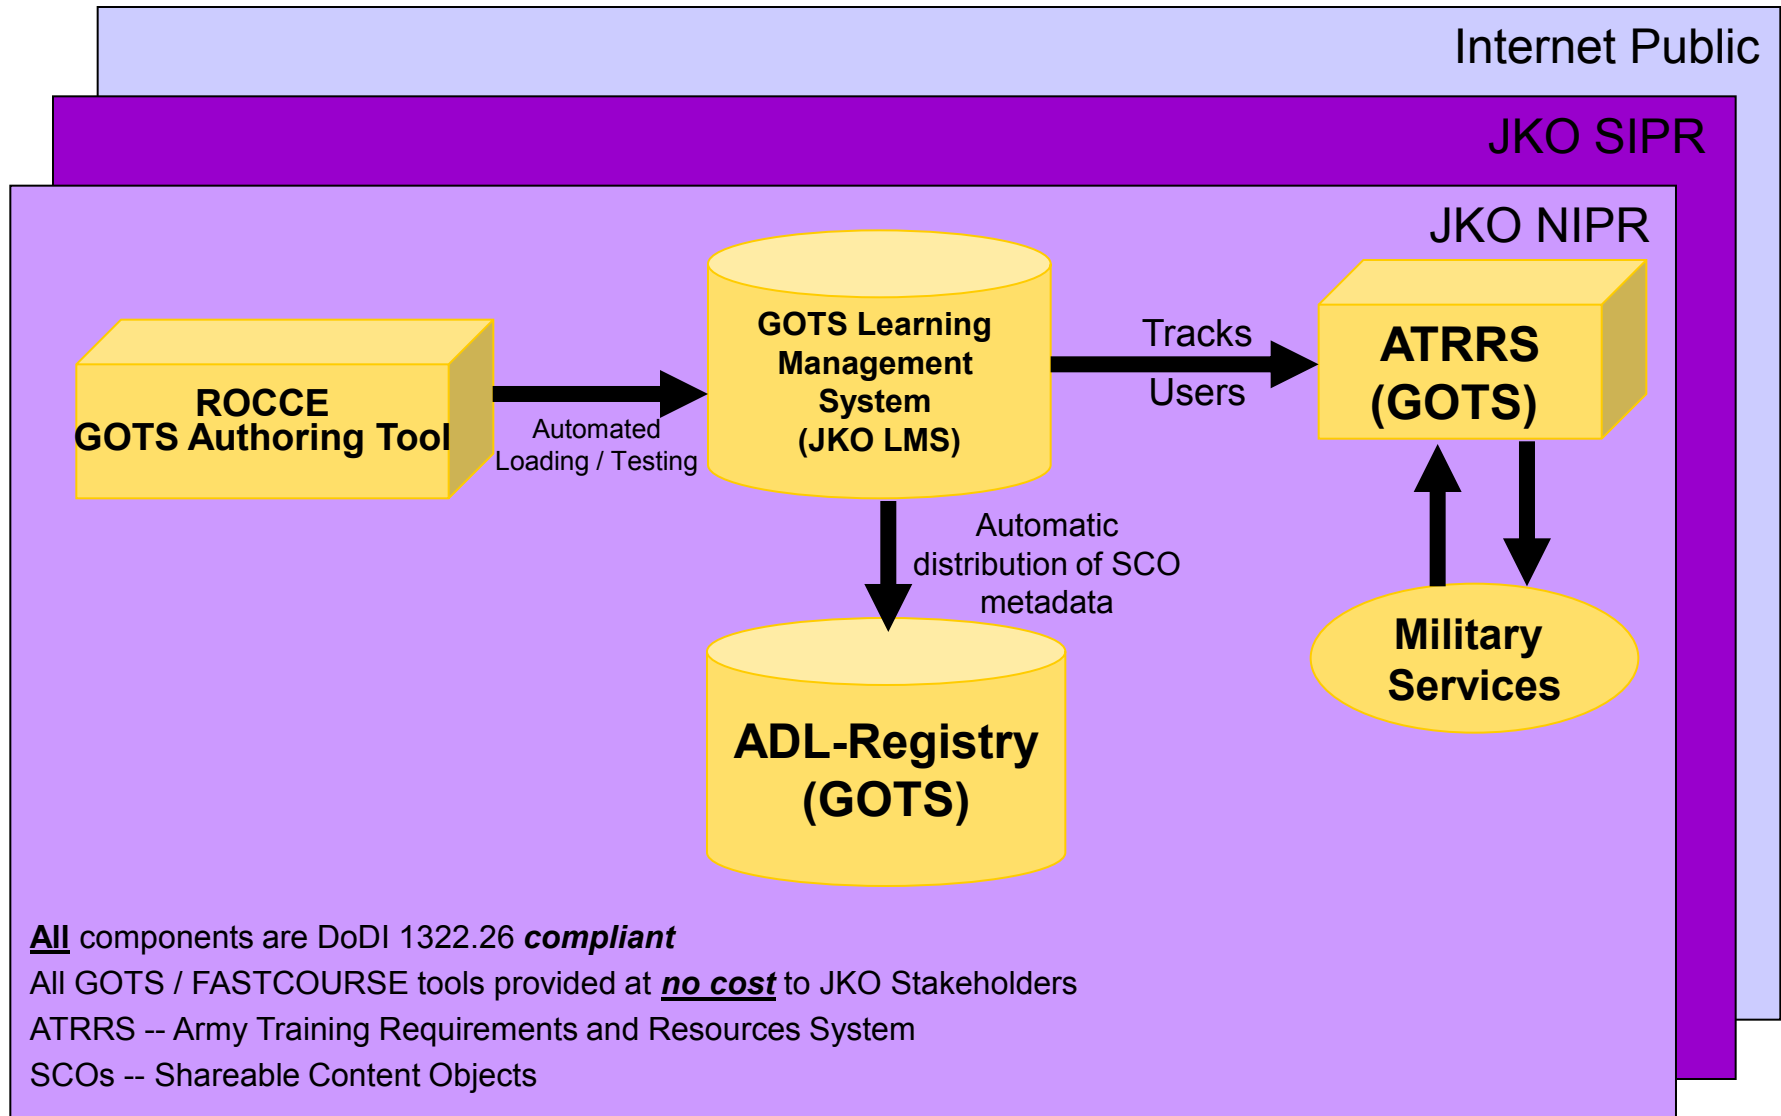 Internet Public
JKO SIPR
JKO NIPR
ROCCE
GOTS Authoring Tool
Automated
Loading / Testing
GOTS Learning
Management
System
(JKO LMS)
Tracks
Users
ATRRS
(GOTS)
Automatic
distribution of SCO
metadata
Military
Services
ADL-Registry
(GOTS)
All components are DoDI 1322.26 compliant
All GOTS / FASTCOURSE tools provided at no cost to JKO Stakeholders
ATRRS -- Army Training Requirements and Resources System
SCOs -- Shareable Content Objects